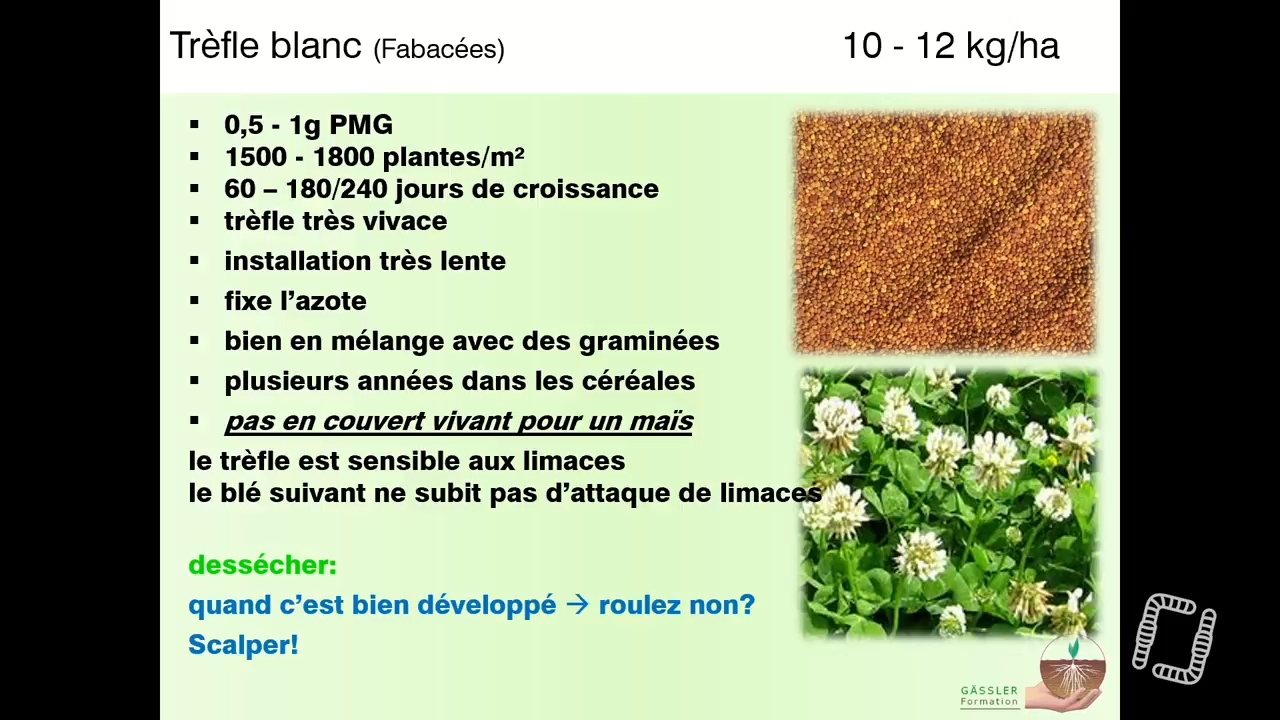 Trèfle blanc (Fabacées) 10 - 12 kg/ha
▪ 0,5 - 1g PMG
▪ 1500 - 1800 plantes/m²
▪ 60 – 180/240 jours de croissance
▪ trèfle très vivace
▪ installation très lente
▪ fixe l’azote
▪ bien en mélange avec des graminées
▪ plusieurs années dans les céréales
▪ pas en couvert vivant pour un maïs
le trèfle est sensible aux limaces
le blé suivant ne subit pas d’attaque de limaces
dessécher:
quand c’est bien développé → roulez non?
Scalper!
GÄSSLER
Formation